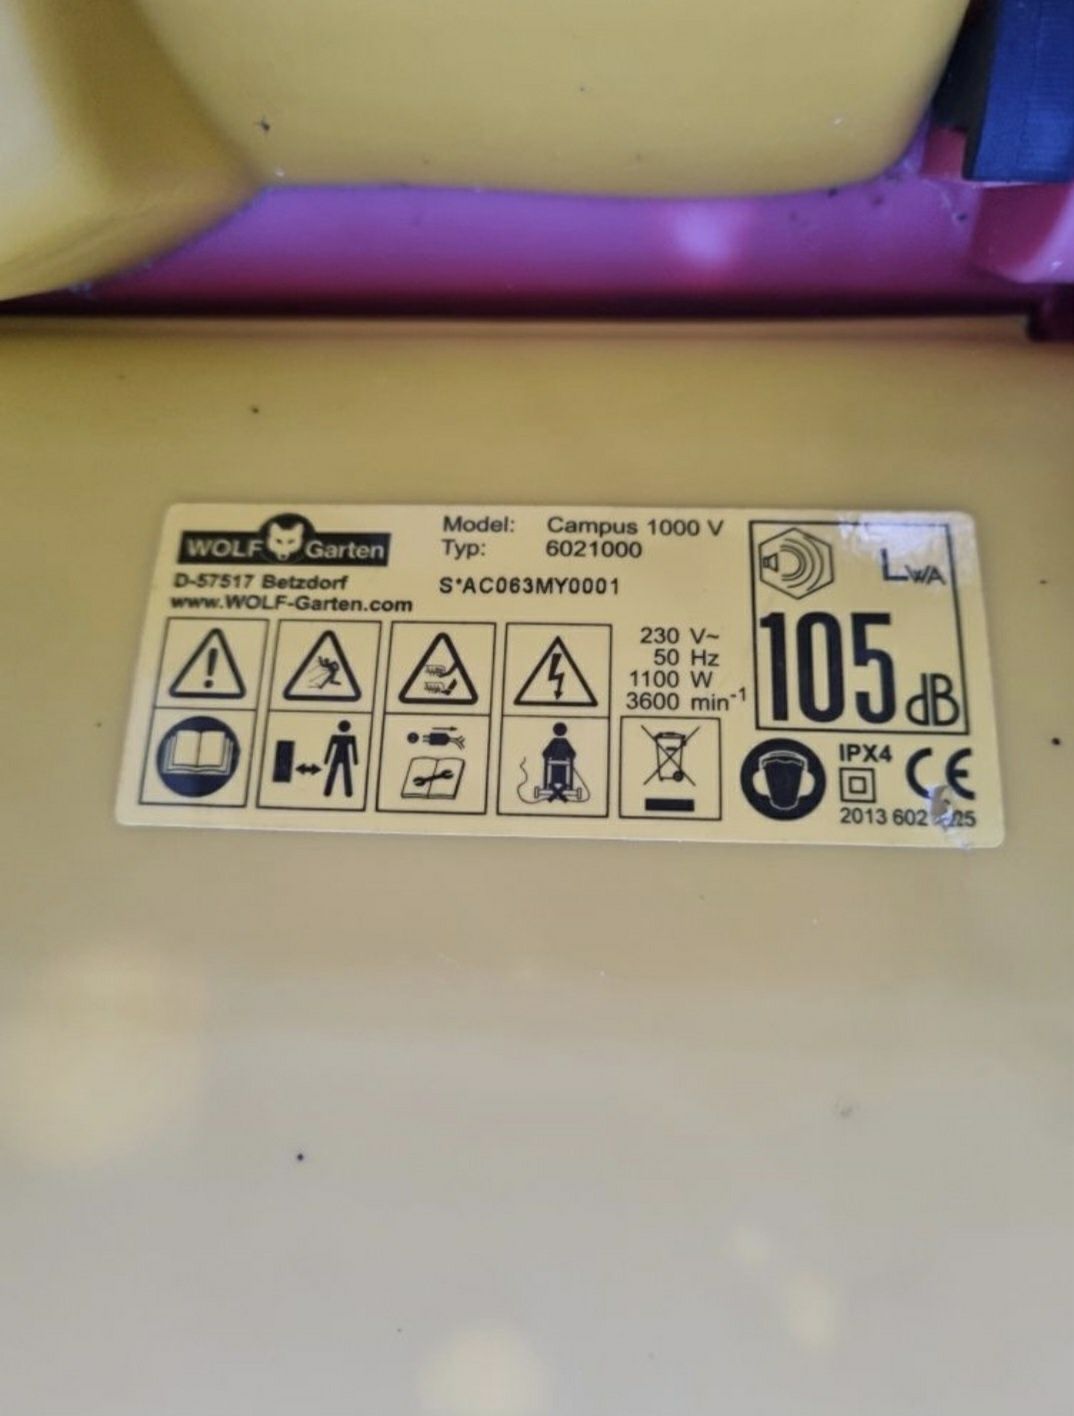 WOLF Garten
D-57517 Betzdorf
www.WOLF-Garten.com
Model: Campus 1000 V
Typ: 6021000
S*AC063MY0001
230 V~
50 Hz
1100 W
3600 min⁻¹
LWA
105 dB
IPX4
CE
2013 602